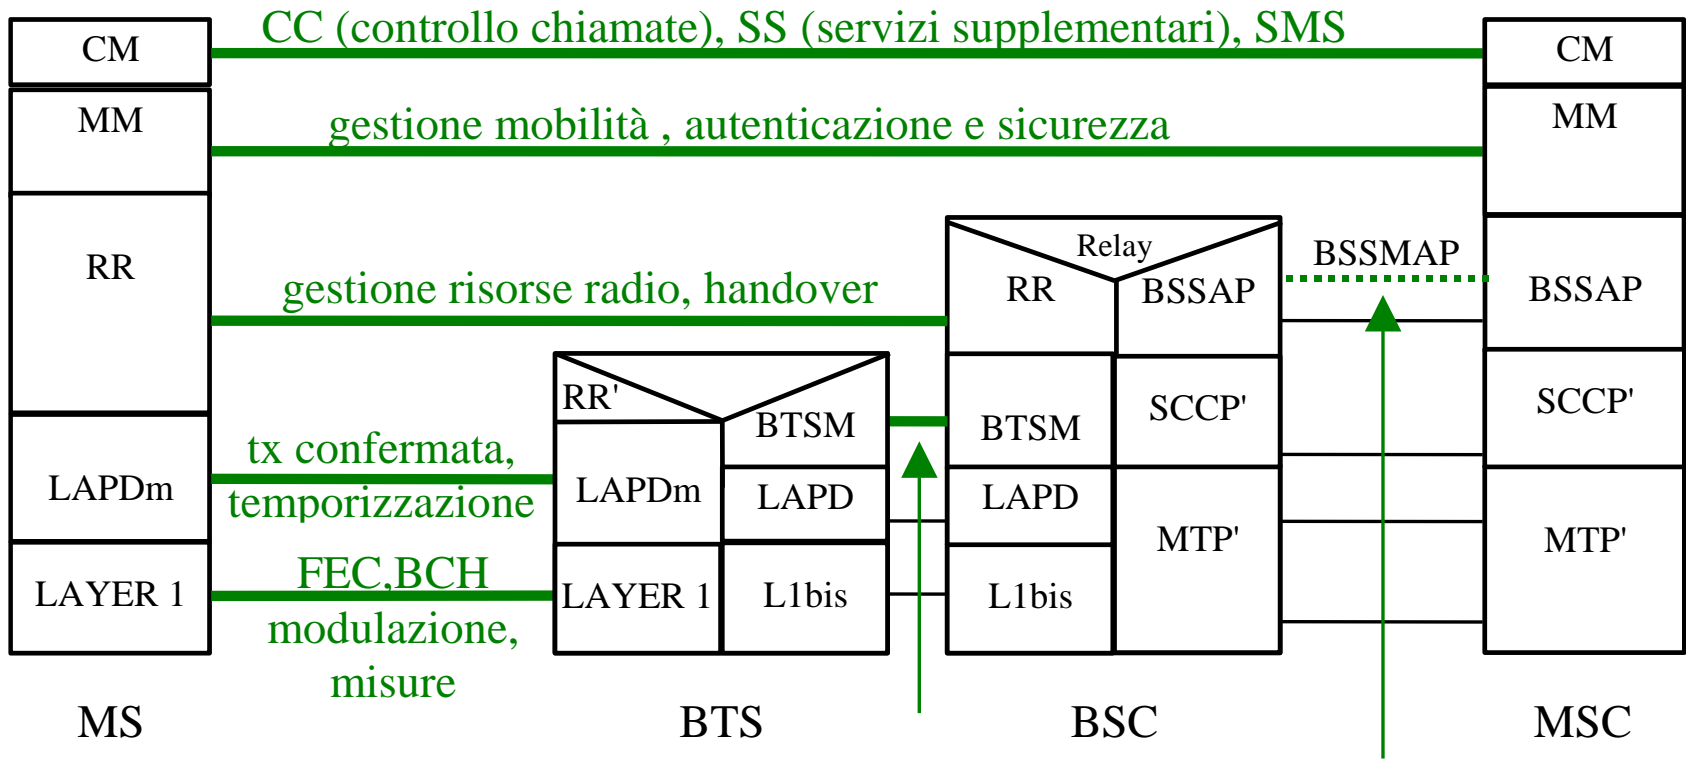 CC (controllo chiamate), SS (servizi supplementari), SMS
CM
CM
MM
gestione mobilità , autenticazione e sicurezza
MM
RR
gestione risorse radio, handover
Relay
RR
BSSAP
BSSMAP
BSSAP
RR'
BTSM
BTSM
SCCP'
SCCP'
tx confermata,
temporizzazione
LAPDm
LAPDm
LAPD
LAPD
MTP'
MTP'
FEC,BCH
modulazione,
misure
LAYER 1
LAYER 1
L1bis
L1bis
MS
BTS
BSC
MSC